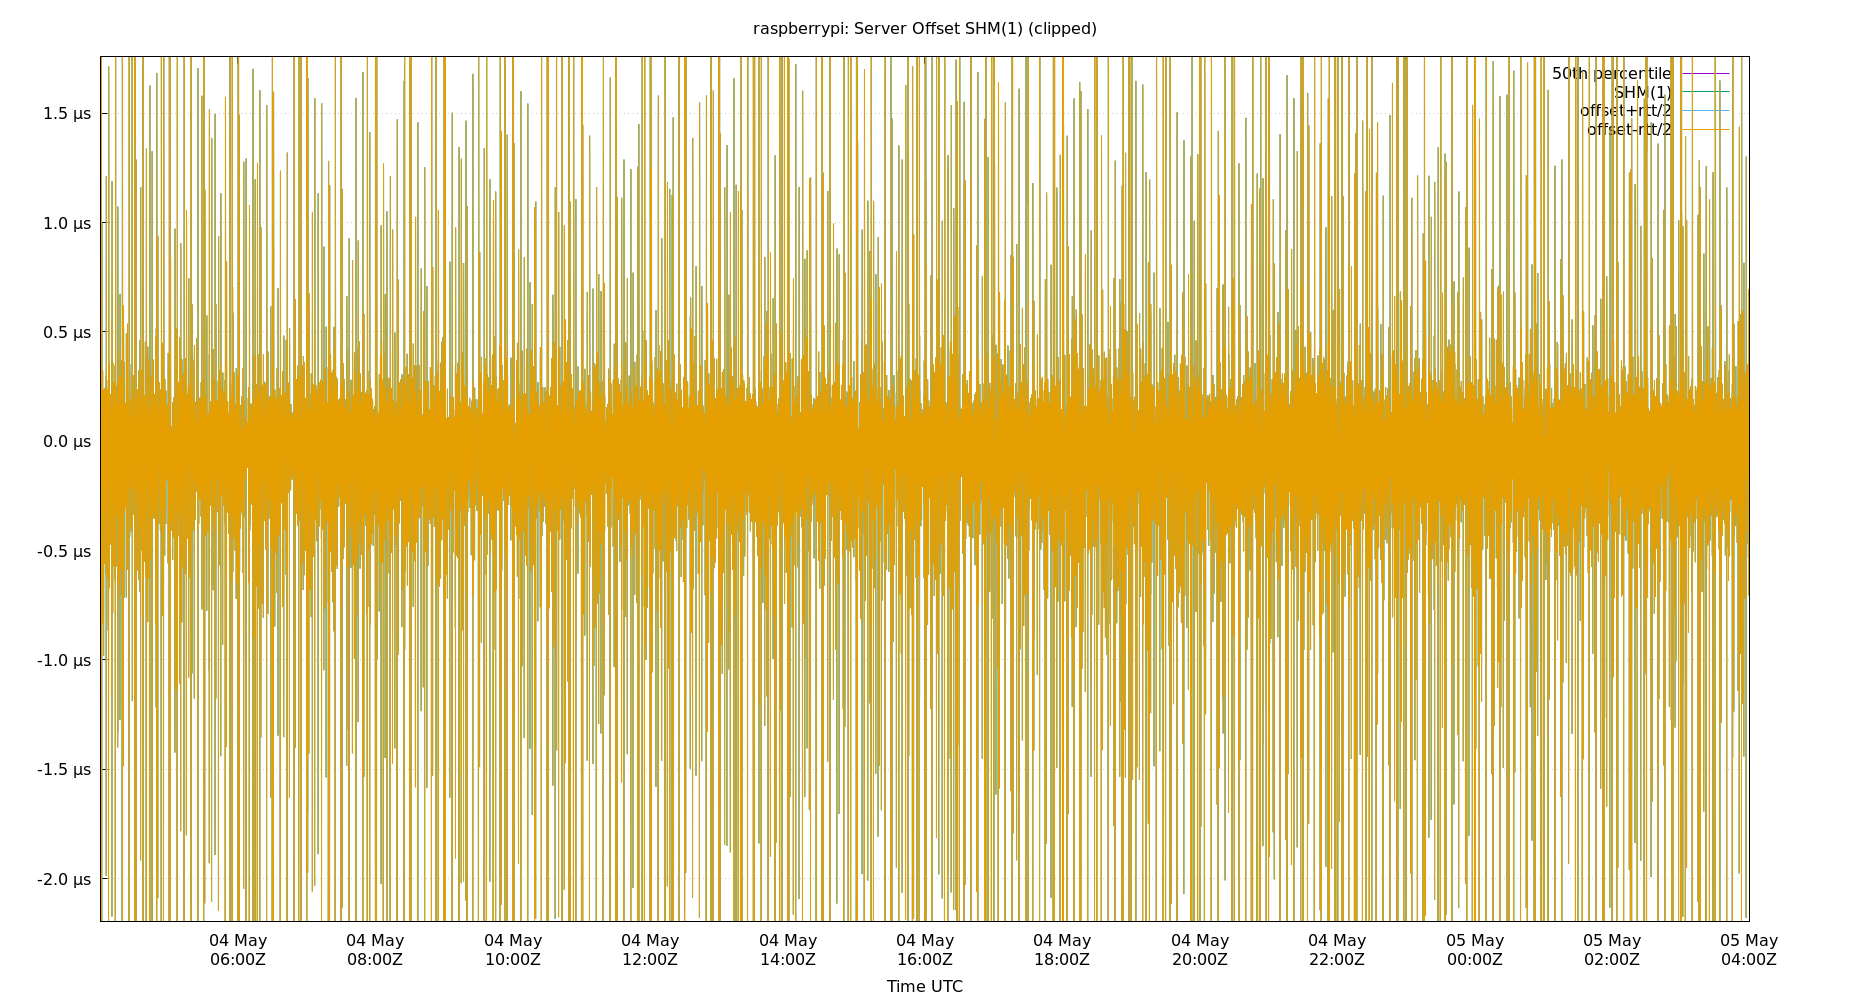 raspberrypi: Server Offset SHM(1) (clipped)
50th percentile
SHM(1)
offset+rtt/2
offset-rtt/2
1.5 µs
1.0 µs
0.5 µs
0.0 µs
-0.5 µs
-1.0 µs
-1.5 µs
-2.0 µs
04 May 04 May 04 May 04 May 04 May 04 May 04 May 04 May 04 May 05 May 05 May 05 May
06:00Z 08:00Z 10:00Z 12:00Z 14:00Z 16:00Z 18:00Z 20:00Z 22:00Z 00:00Z 02:00Z 04:00Z
Time UTC